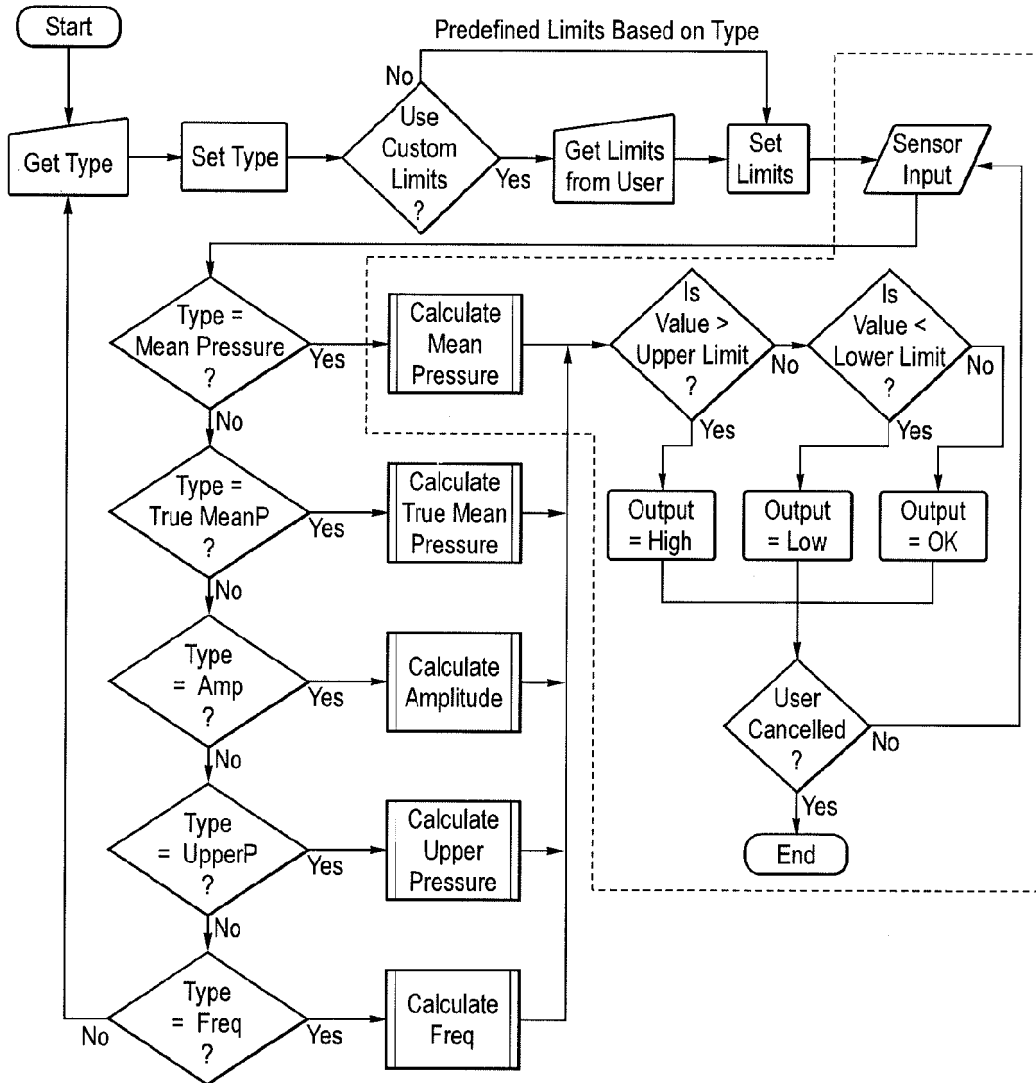 Start
Predefined Limits Based on Type
No
Get Type
Set Type
Use
Custom
Limits
?
Yes
Get Limits
from User
Set
Limits
Sensor
Input
Type =
Mean Pressure
?
Yes
No
Calculate
Mean
Pressure
Is
Value >
Upper Limit
?
No
Yes
Is
Value <
Lower Limit
?
No
Yes
Type =
True MeanP
?
Yes
No
Calculate
True Mean
Pressure
Output
= High
Output
= Low
Output
= OK
Type
= Amp
?
Yes
No
Calculate
Amplitude
User
Cancelled
?
No
Yes
End
Type
= UpperP
?
Yes
No
Calculate
Upper
Pressure
Type
= Freq
?
No
Yes
Calculate
Freq